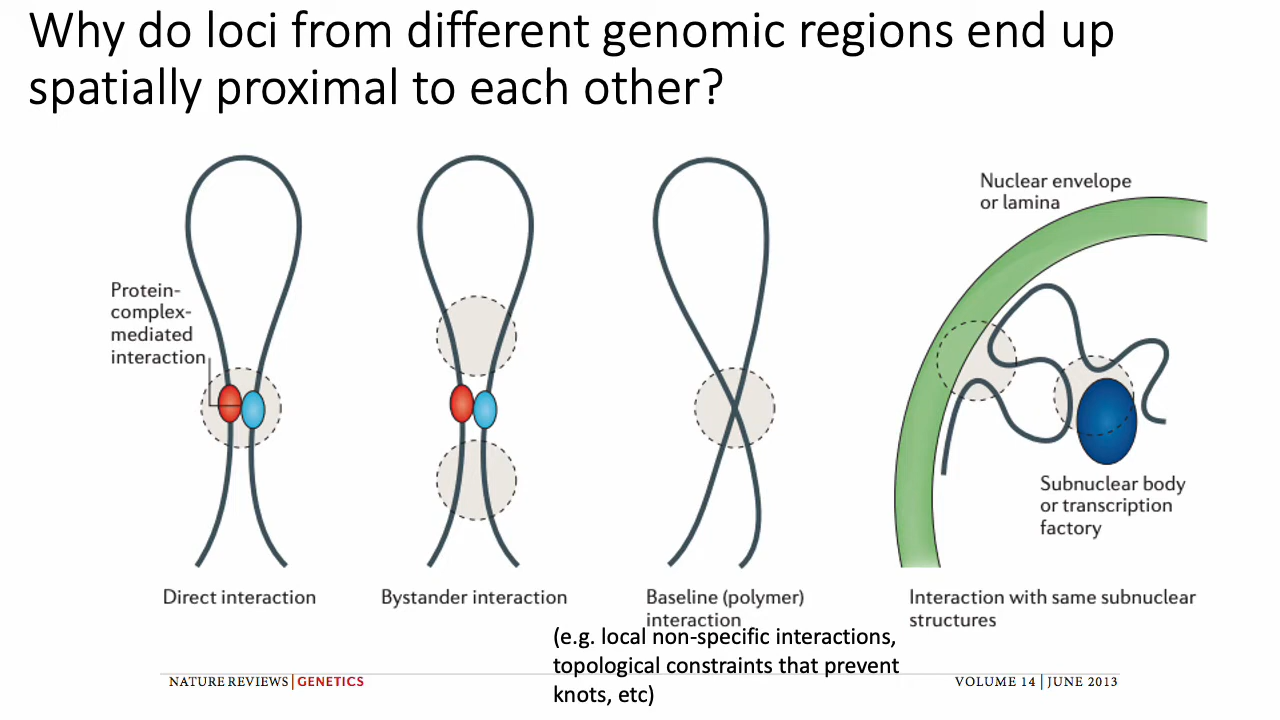 Why do loci from different genomic regions end up
spatially proximal to each other?
Nuclear envelope
or lamina
Protein-
complex-
mediated
interaction
Subnuclear body
or transcription
factory
Direct interaction
Bystander interaction
Baseline (polymer)
interaction
Interaction with same subnuclear
structures
(e.g. local non-specific interactions,
topological constraints that prevent
knots, etc)
NATURE REVIEWS | GENETICS
VOLUME 14 | JUNE 2013